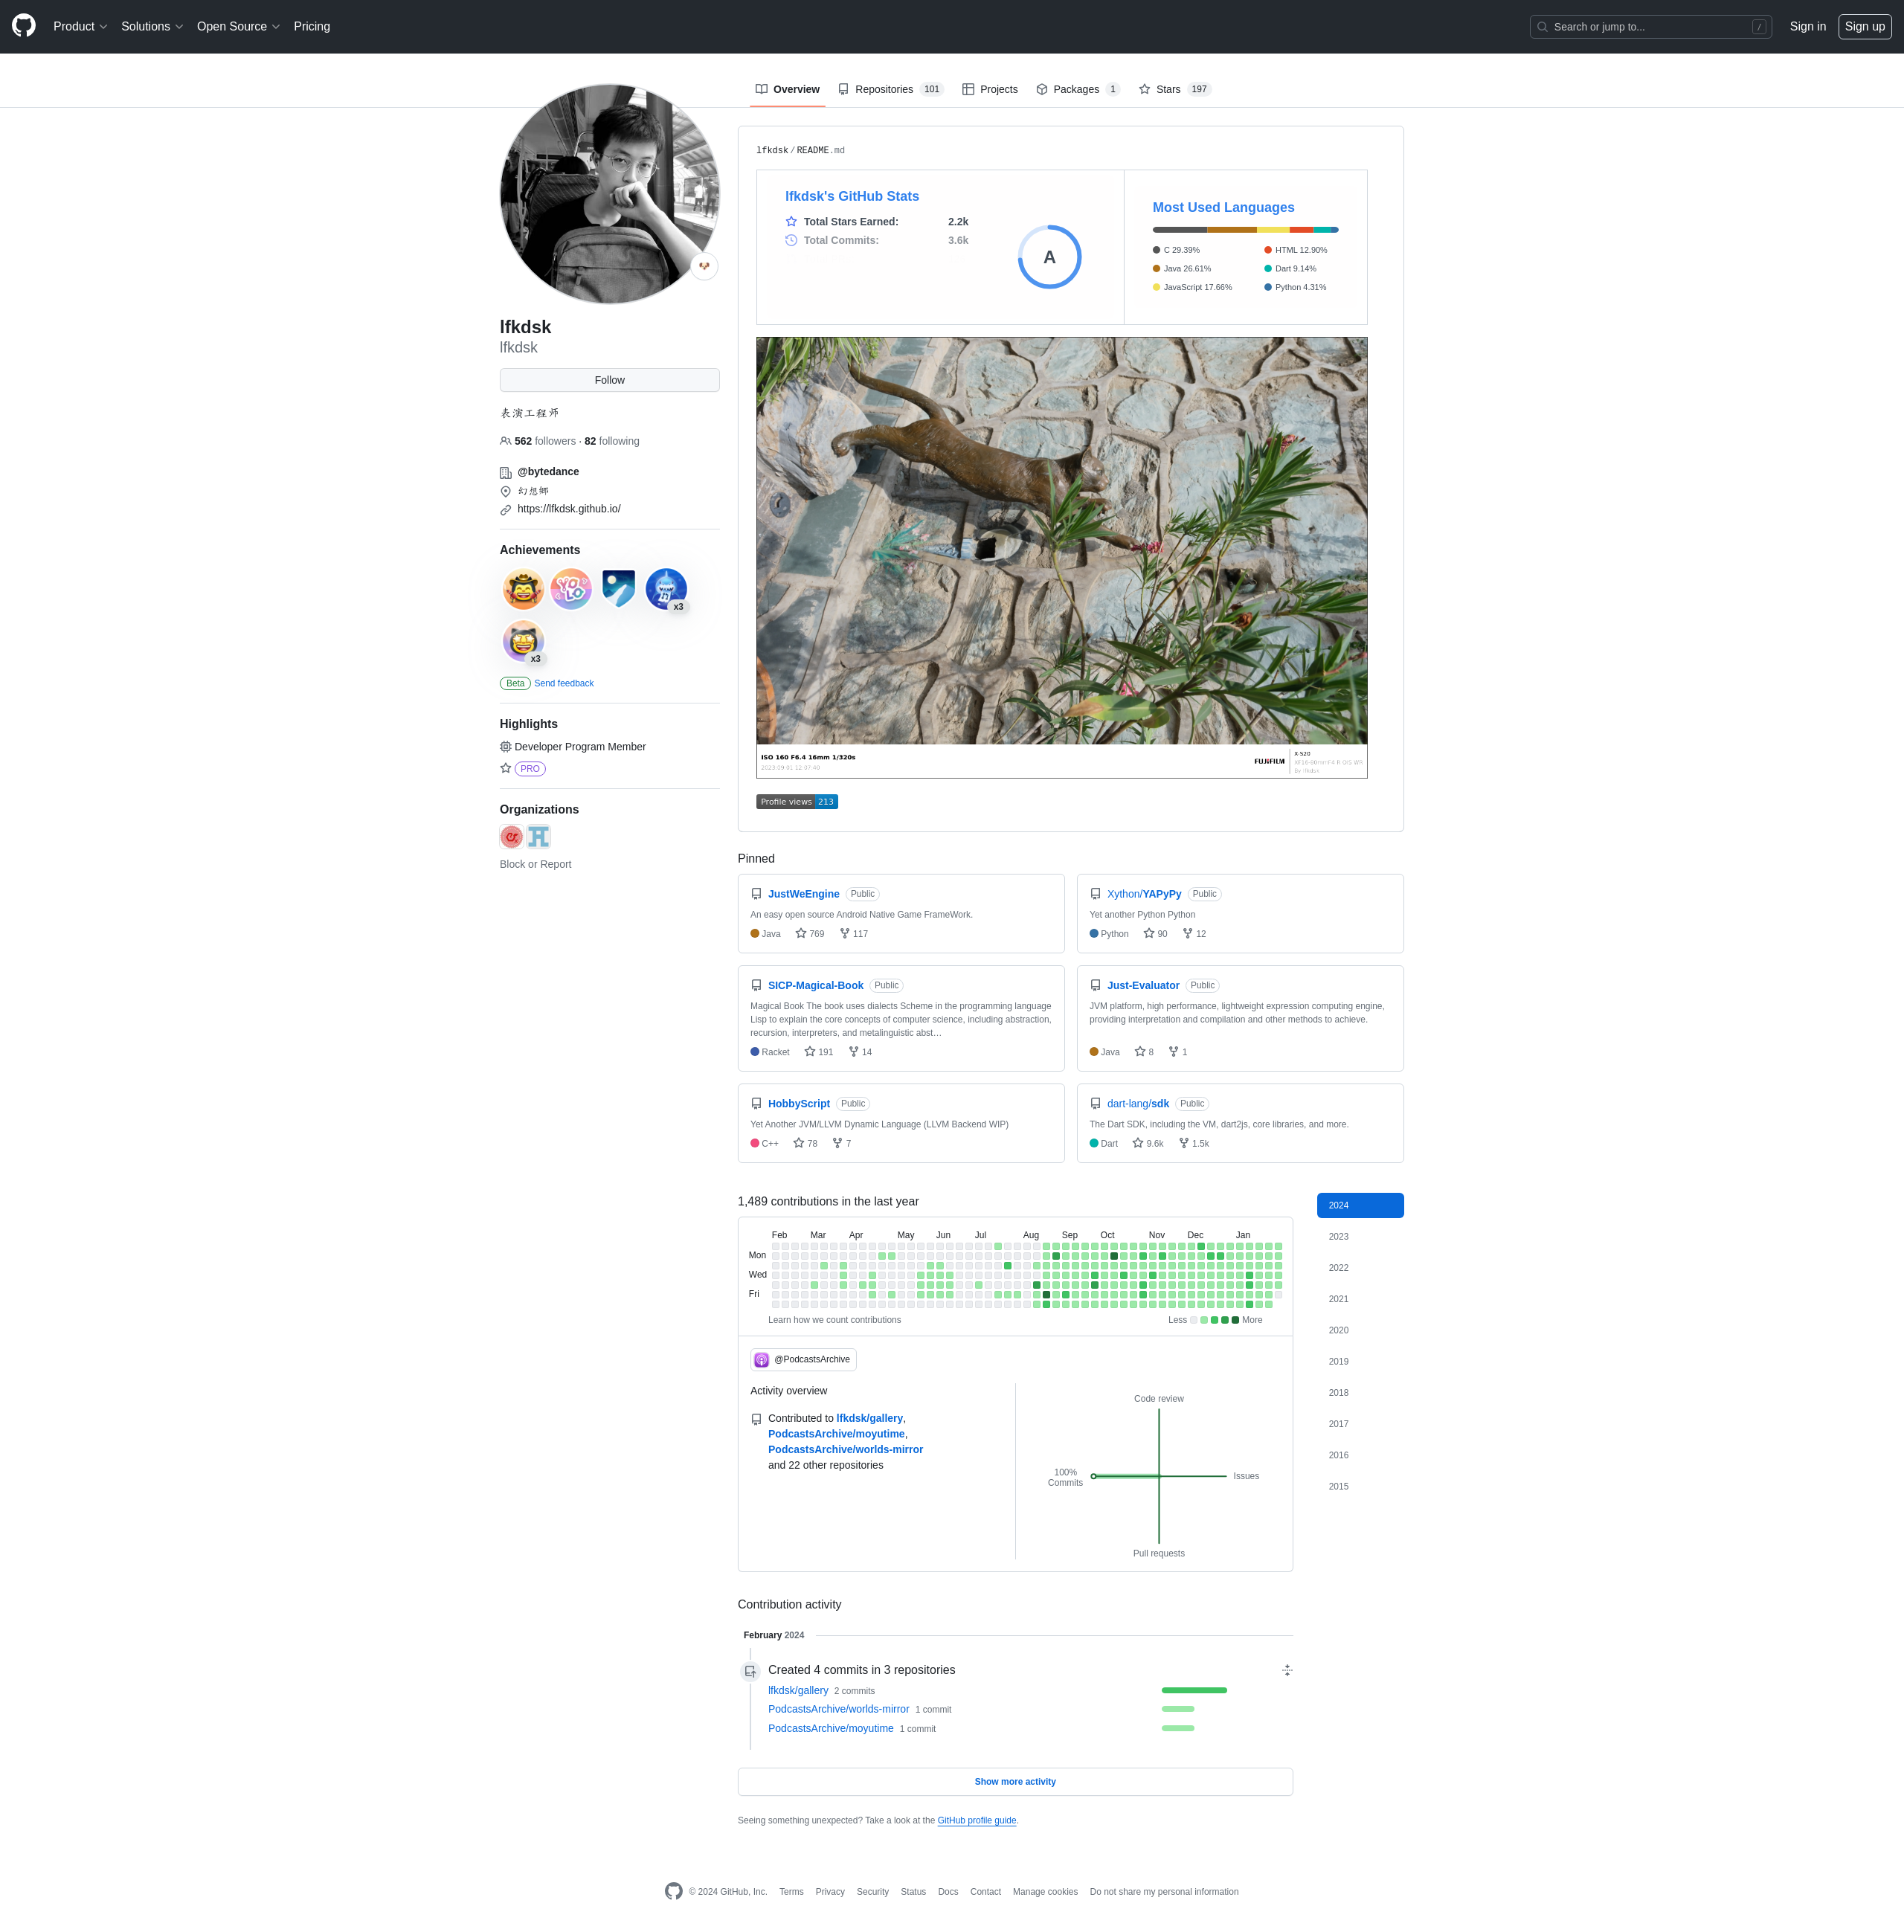 Product Solutions Open Source Pricing Search or jump to... / Sign in Sign up
Overview Repositories 101 Projects Packages 1 Stars 197
lfkdsk
lfkdsk
Follow
表演工程师
562 followers · 82 following
@bytedance
幻想郷
https://lfkdsk.github.io/
Achievements
YOLO
x3
x3
Beta Send feedback
Highlights
Developer Program Member
PRO
Organizations
Block or Report
lfkdsk/README.md
lfkdsk's GitHub Stats
Total Stars Earned: 2.2k
Total Commits: 3.6k
A
Most Used Languages
C 29.39% HTML 12.90%
Java 26.61% Dart 9.14%
JavaScript 17.66% Python 4.31%
ISO 160 F6.4 16mm 1/320s
FUJIFILM
X-S20
Profile views 213
Pinned
JustWeEngine Public
An easy open source Android Native Game FrameWork.
Java 769 117
Xython/YAPyPy Public
Yet another Python Python
Python 90 12
SICP-Magical-Book Public
Magical Book The book uses dialects Scheme in the programming language
Lisp to explain the core concepts of computer science, including abstraction,
recursion, interpreters, and metalinguistic abst…
Racket 191 14
Just-Evaluator Public
JVM platform, high performance, lightweight expression computing engine,
providing interpretation and compilation and other methods to achieve.
Java 8 1
HobbyScript Public
Yet Another JVM/LLVM Dynamic Language (LLVM Backend WIP)
C++ 78 7
dart-lang/sdk Public
The Dart SDK, including the VM, dart2js, core libraries, and more.
Dart 9.6k 1.5k
1,489 contributions in the last year
Feb Mar Apr May Jun Jul Aug Sep Oct Nov Dec Jan
Mon
Wed
Fri
Learn how we count contributions Less More
@PodcastsArchive
Activity overview
Contributed to lfkdsk/gallery,
PodcastsArchive/moyutime,
PodcastsArchive/worlds-mirror
and 22 other repositories
Code review
100%
Commits
Issues
Pull requests
2024
2023
2022
2021
2020
2019
2018
2017
2016
2015
Contribution activity
February 2024
Created 4 commits in 3 repositories
lfkdsk/gallery 2 commits
PodcastsArchive/worlds-mirror 1 commit
PodcastsArchive/moyutime 1 commit
Show more activity
Seeing something unexpected? Take a look at the GitHub profile guide.
© 2024 GitHub, Inc. Terms Privacy Security Status Docs Contact Manage cookies Do not share my personal information